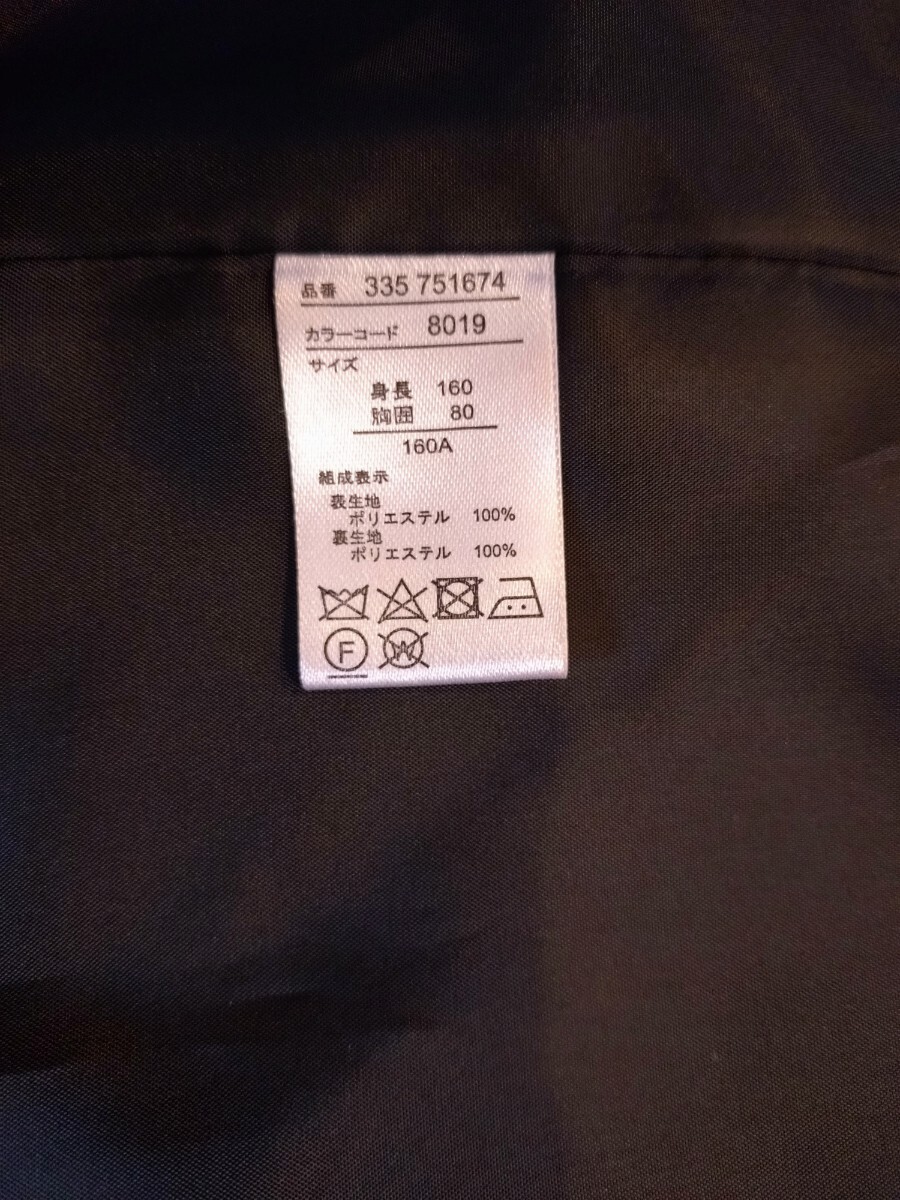 品番 335 751674
カラーコード 8019
サイズ
身長 160
胸囲 80
160A
組成表示
表生地
ポリエステル 100%
裏生地
ポリエステル 100%
F
W